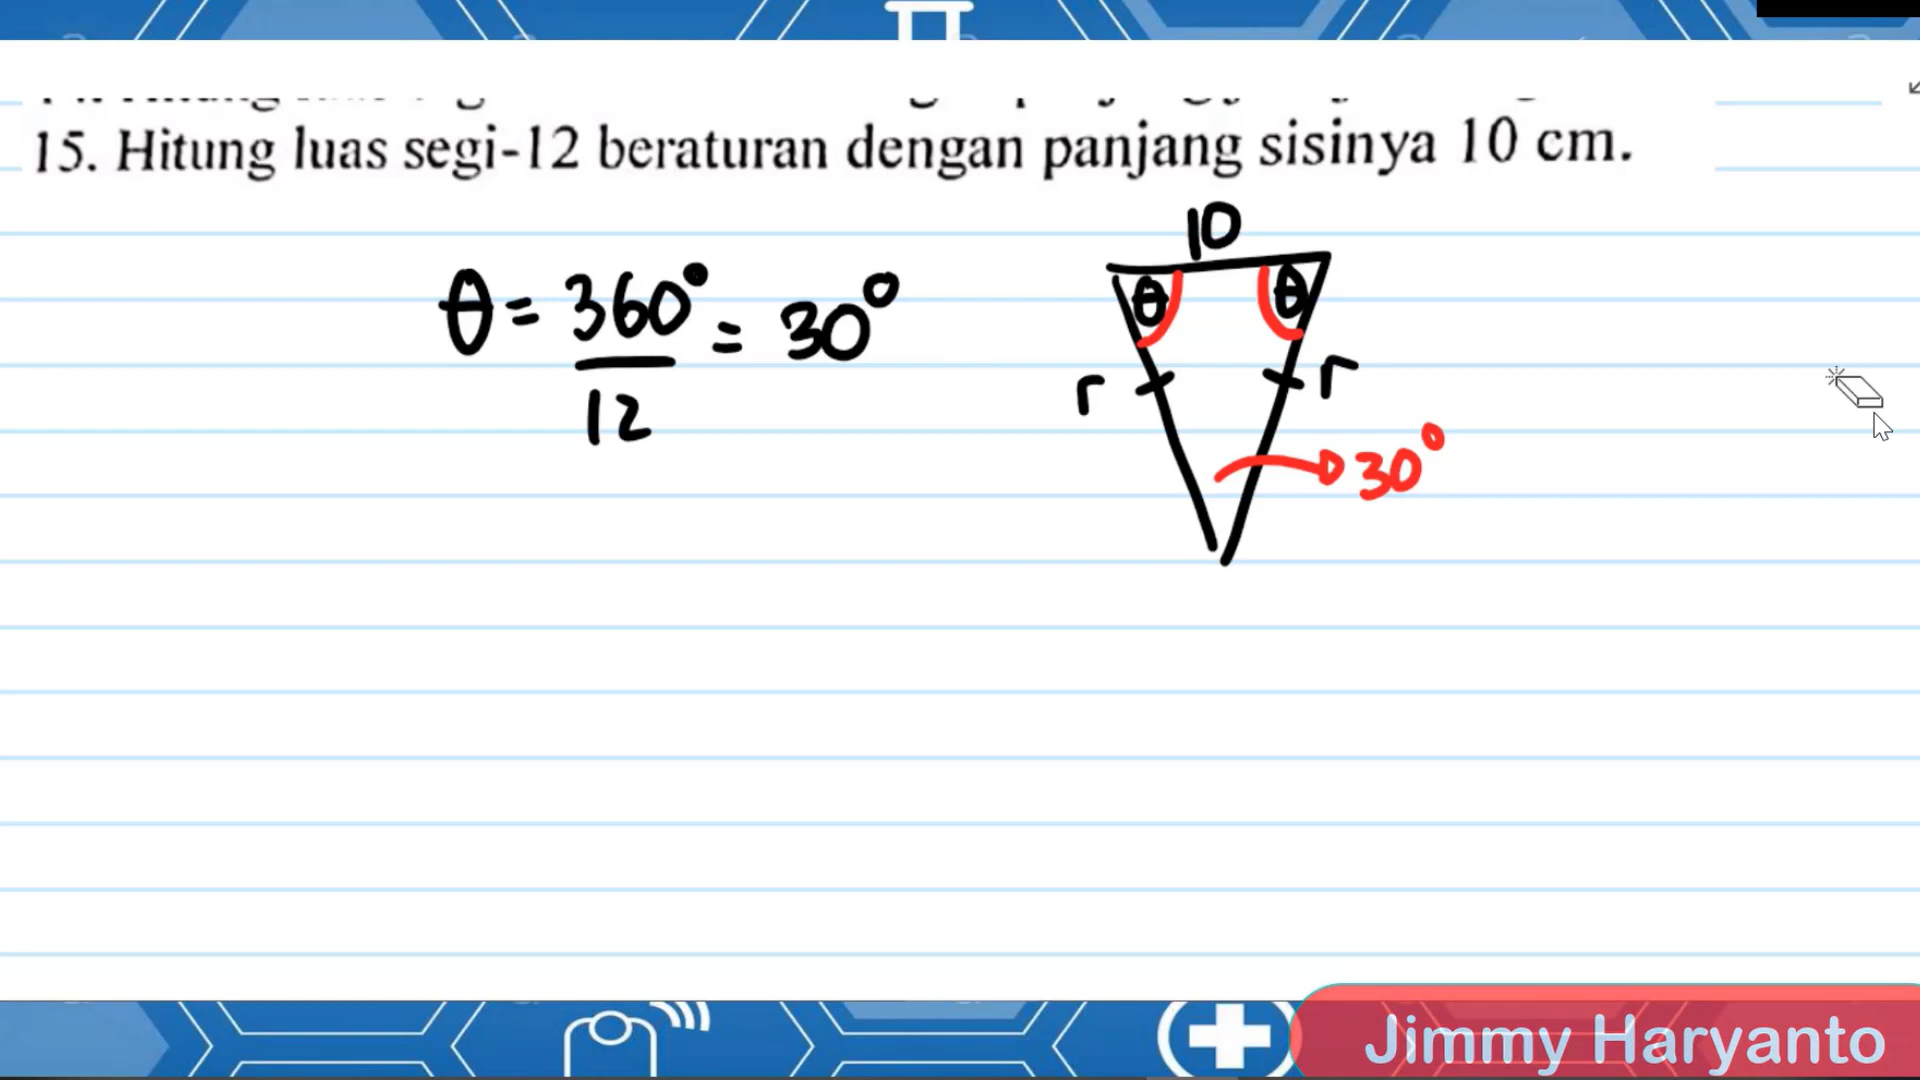 15. Hitung luas segi-12 beraturan dengan panjang sisinya 10 cm.
10
θ = 360° / 12 = 30°
θ θ
r r
30°
Jimmy Haryanto